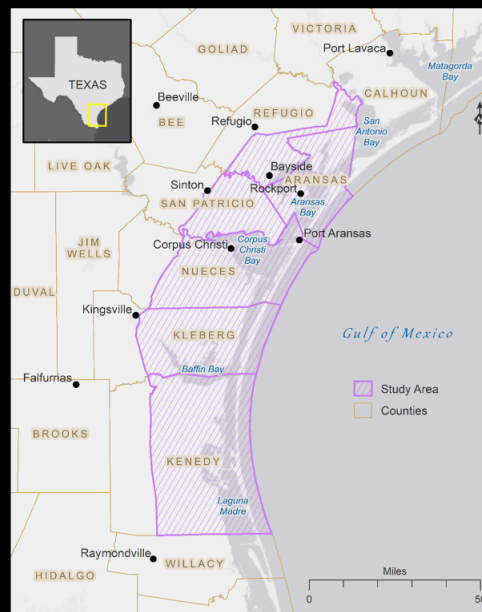 VICTORIA
Port Lavaca
GOLIAD
Matagorda
Bay
TEXAS
CALHOUN
Beeville
BEE
REFUGIO
Refugio
San
Antonio
Bay
LIVE OAK
Bayside
ARANSAS
Sinton
Rockport
SAN PATRICIO
Aransas
Bay
Port Aransas
Corpus Christi
Corpus
Christi
Bay
JIM
WELLS
NUECES
DUVAL
Kingsville
KLEBERG
Gulf of Mexico
Baffin Bay
Falfurrias
Study Area
Counties
BROOKS
KENEDY
Laguna
Madre
Raymondville
WILLACY
HIDALGO
Miles
0